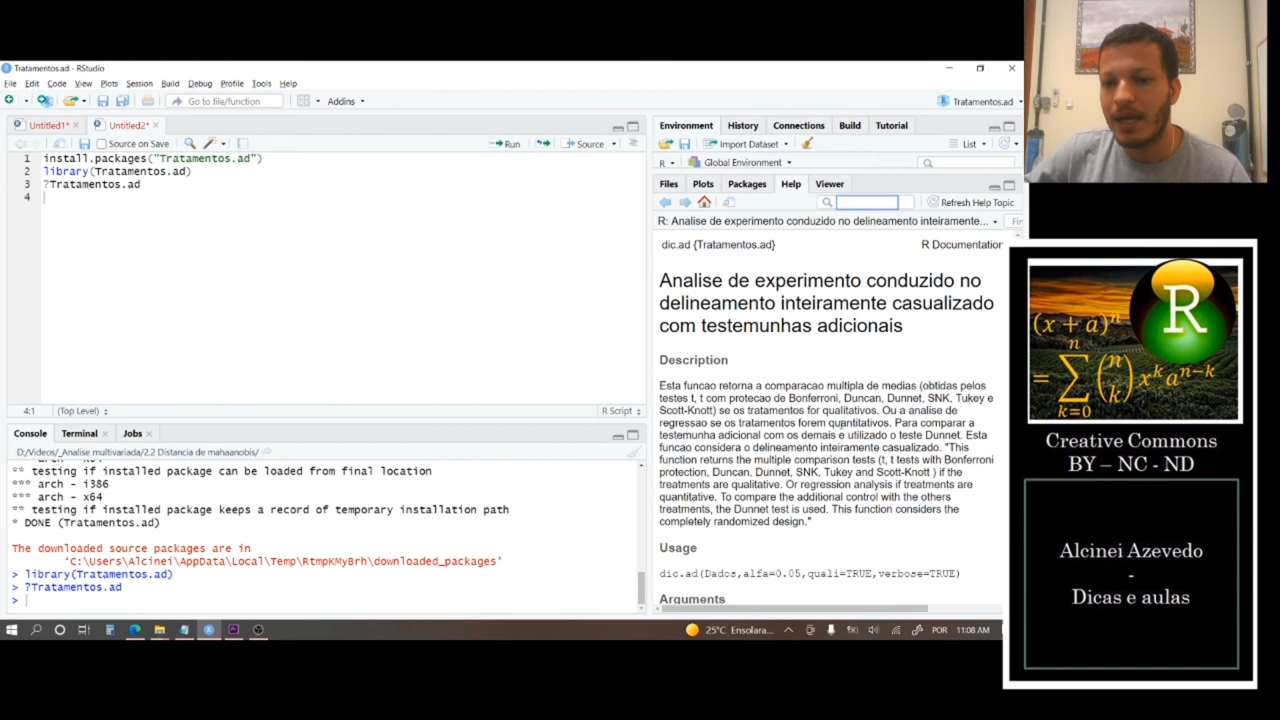 Tratamentos.ad - RStudio
File Edit Code View Plots Session Build Debug Profile Tools Help
Go to file/function
Addins
Tratamentos.ad
Untitled1*
Untitled2*
Source on Save
Run
Source
1 install.packages("Tratamentos.ad")
2 library(Tratamentos.ad)
3 ?Tratamentos.ad
4
4:1
(Top Level)
R Script
Console Terminal Jobs
D:/Videos/_Analise multivariada/2.2 Distancia de mahaanobis/
** testing if installed package can be loaded from final location
*** arch - i386
*** arch - x64
** testing if installed package keeps a record of temporary installation path
* DONE (Tratamentos.ad)
The downloaded source packages are in
‘C:\Users\Alcinei\AppData\Local\Temp\RtmpKMyBrh\downloaded_packages’
> library(Tratamentos.ad)
> ?Tratamentos.ad
>
Environment History Connections Build Tutorial
Import Dataset
List
R
Global Environment
Files Plots Packages Help Viewer
Refresh Help Topic
R: Analise de experimento conduzido no delineamento inteiramente...
dic.ad {Tratamentos.ad}
R Documentation
Analise de experimento conduzido no
delineamento inteiramente casualizado
com testemunhas adicionais
Description
Esta funcao retorna a comparacao multipla de medias (obtidas pelos
testes t, t com protecao de Bonferroni, Duncan, Dunnet, SNK, Tukey e
Scott-Knott) se os tratamentos for qualitativos. Ou a analise de
regressao se os tratamentos forem quantitativos. Para comparar a
testemunha adicional com os demais e utilizado o teste Dunnet. Esta
funcao considera o delineamento inteiramente casualizado. "This
function returns the multiple comparison tests (t, t tests with Bonferroni
protection, Duncan, Dunnet, SNK, Tukey and Scott-Knott ) if the
treatments are qualitative. Or regression analysis if treatments are
quantitative. To compare the additional control with the others
treatments, the Dunnet test is used. This function considers the
completely randomized design."
Usage
dic.ad(Dados,alfa=0.05,quali=TRUE,verbose=TRUE)
Arguments
25°C Ensolara...
POR
11:08 AM
R
(x + a)^n
= ∑_{k=0}^{n} (n k) x^k a^{n-k}
Creative Commons
BY – NC - ND
Alcinei Azevedo
-
Dicas e aulas